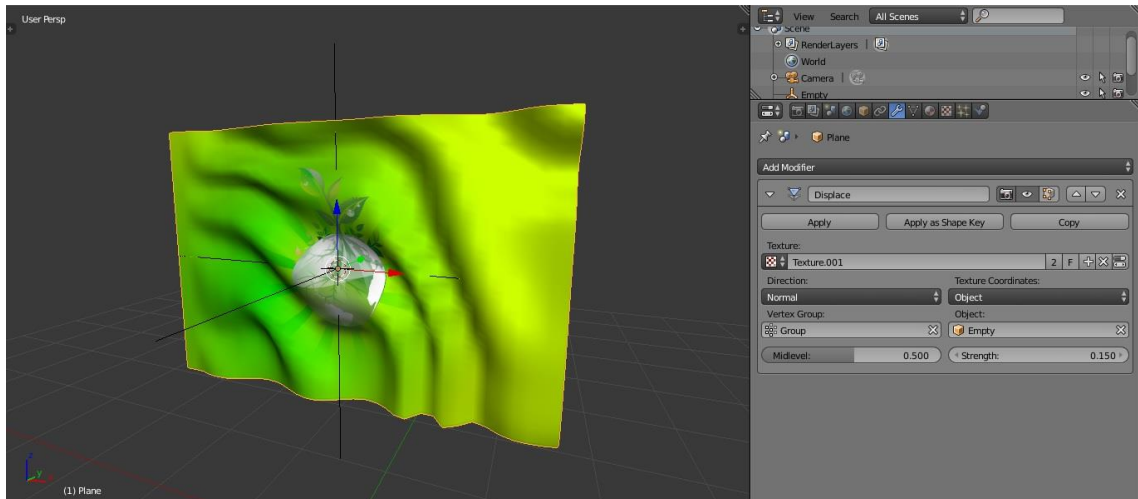 User Persp
View Search All Scenes
Scene
RenderLayers
World
Camera
Empty
Plane
Add Modifier
Displace
Apply Apply as Shape Key Copy
Texture:
Texture.001 2 F
Direction: Texture Coordinates:
Normal Object
Vertex Group: Object:
Group Empty
Midlevel: 0.500 Strength: 0.150
z
y
(1) Plane